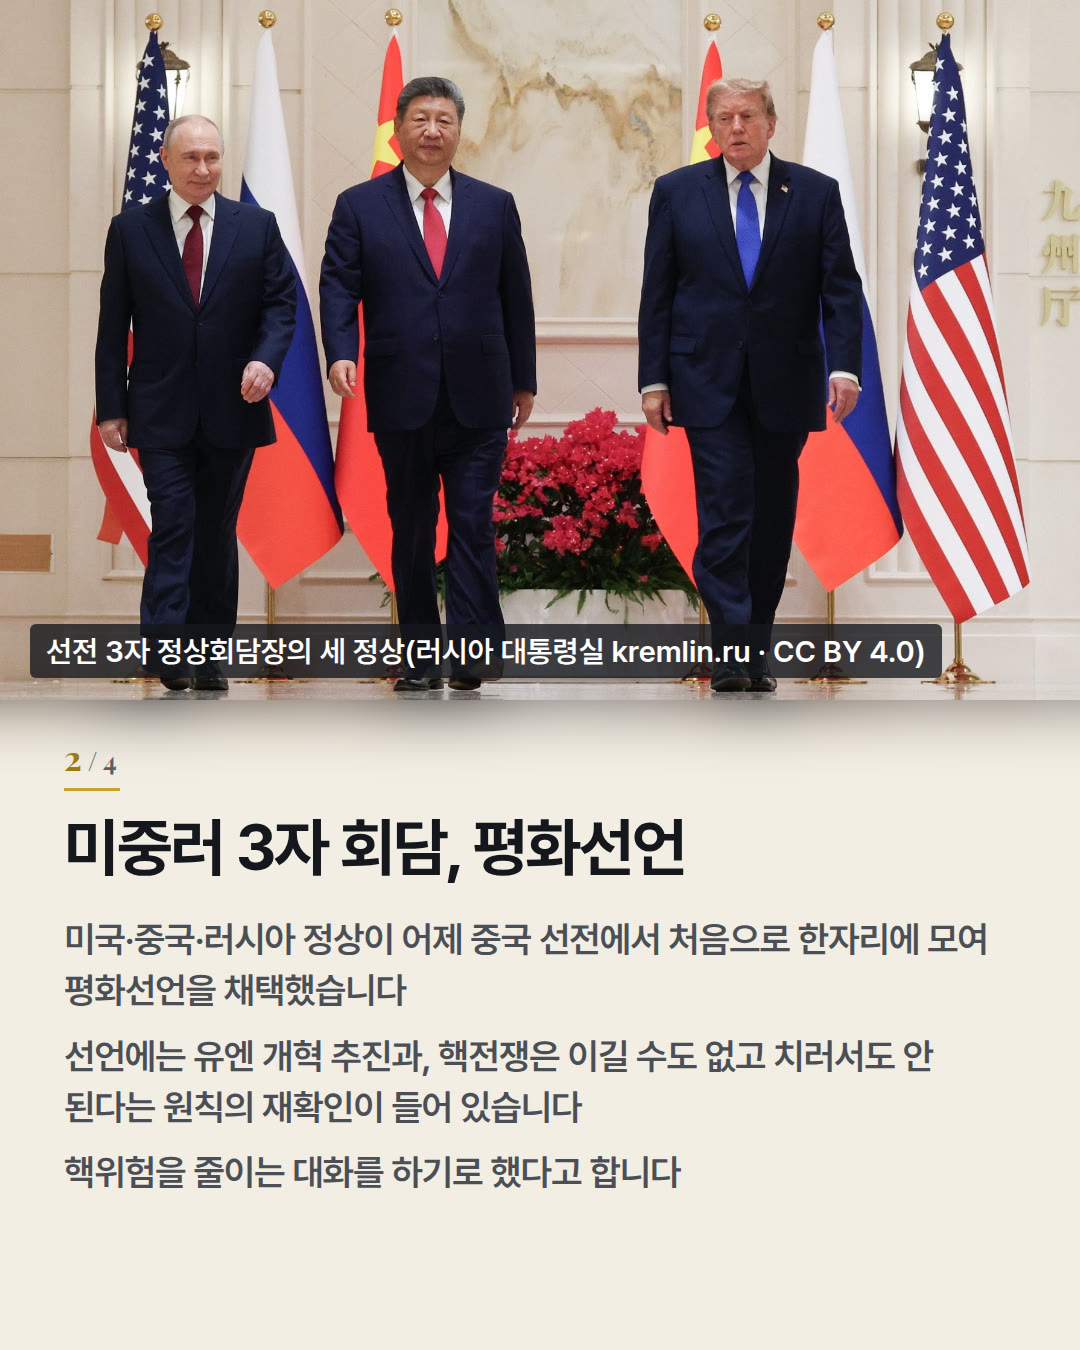 九
州
厅
선전 3자 정상회담장의 세 정상(러시아 대통령실 kremlin.ru · CC BY 4.0)
2 / 4
미중러 3자 회담, 평화선언
미국·중국·러시아 정상이 어제 중국 선전에서 처음으로 한자리에 모여
평화선언을 채택했습니다
선언에는 유엔 개혁 추진과, 핵전쟁은 이길 수도 없고 치러서도 안
된다는 원칙의 재확인이 들어 있습니다
핵위험을 줄이는 대화를 하기로 했다고 합니다